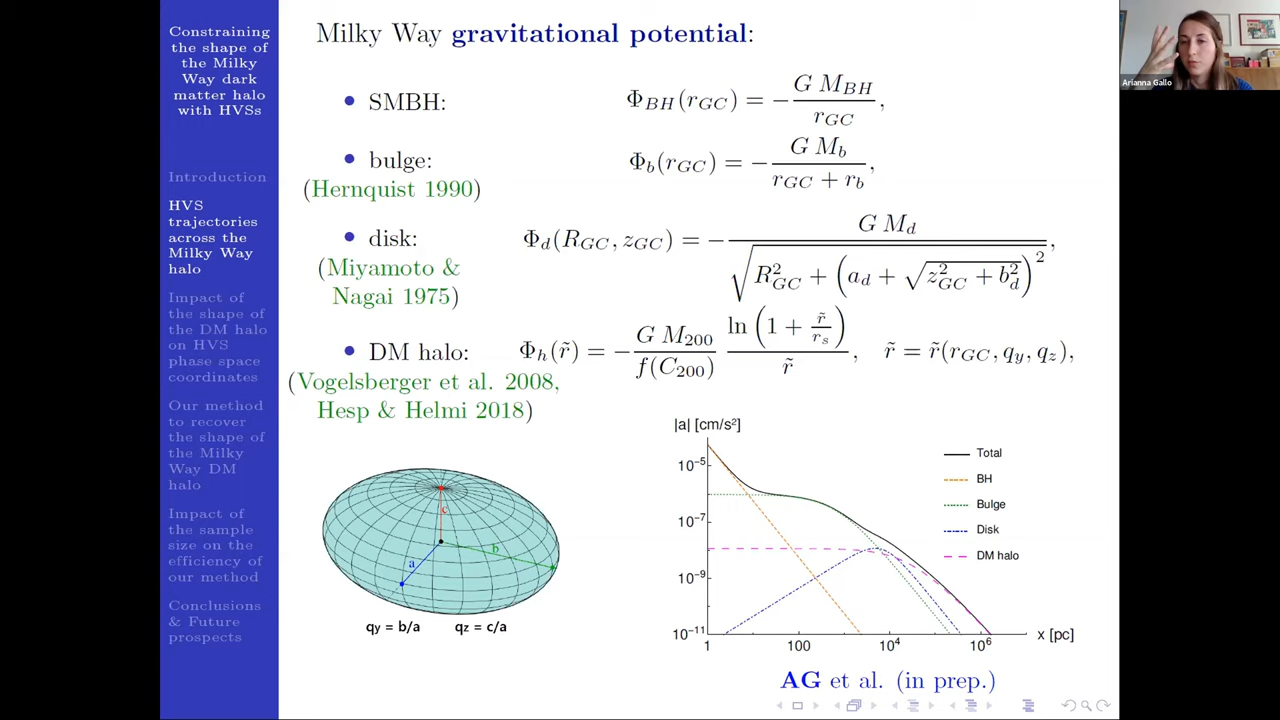 Constraining
the shape of
the Milky
Way dark
matter halo
with HVSs
Introduction
HVS
trajectories
across the
Milky Way
halo
Impact of
the shape of
the DM halo
on HVS
phase space
coordinates
Our method
to recover
the shape of
the Milky
Way DM
halo
Impact of
the sample
size on the
efficiency of
our method
Conclusions
& Future
prospects
Milky Way gravitational potential:
• SMBH: Φ_BH(r_GC) = − G M_BH / r_GC,
• bulge: Φ_b(r_GC) = − G M_b / (r_GC + r_b),
(Hernquist 1990)
• disk: Φ_d(R_GC, z_GC) = − G M_d / √(R²_GC + (a_d + √(z²_GC + b²_d))²),
(Miyamoto &
Nagai 1975)
• DM halo: Φ_h(r̃) = − G M_200 / f(C_200) ln(1 + r̃/r_s) / r̃, r̃ = r̃(r_GC, q_y, q_z),
(Vogelsberger et al. 2008,
Hesp & Helmi 2018)
c
b
a
qy = b/a qz = c/a
|a| [cm/s²]
10⁻⁵
10⁻⁷
10⁻⁹
10⁻¹¹
1 100 10⁴ 10⁶
x [pc]
Total
BH
Bulge
Disk
DM halo
AG et al. (in prep.)
Arianna Gallo